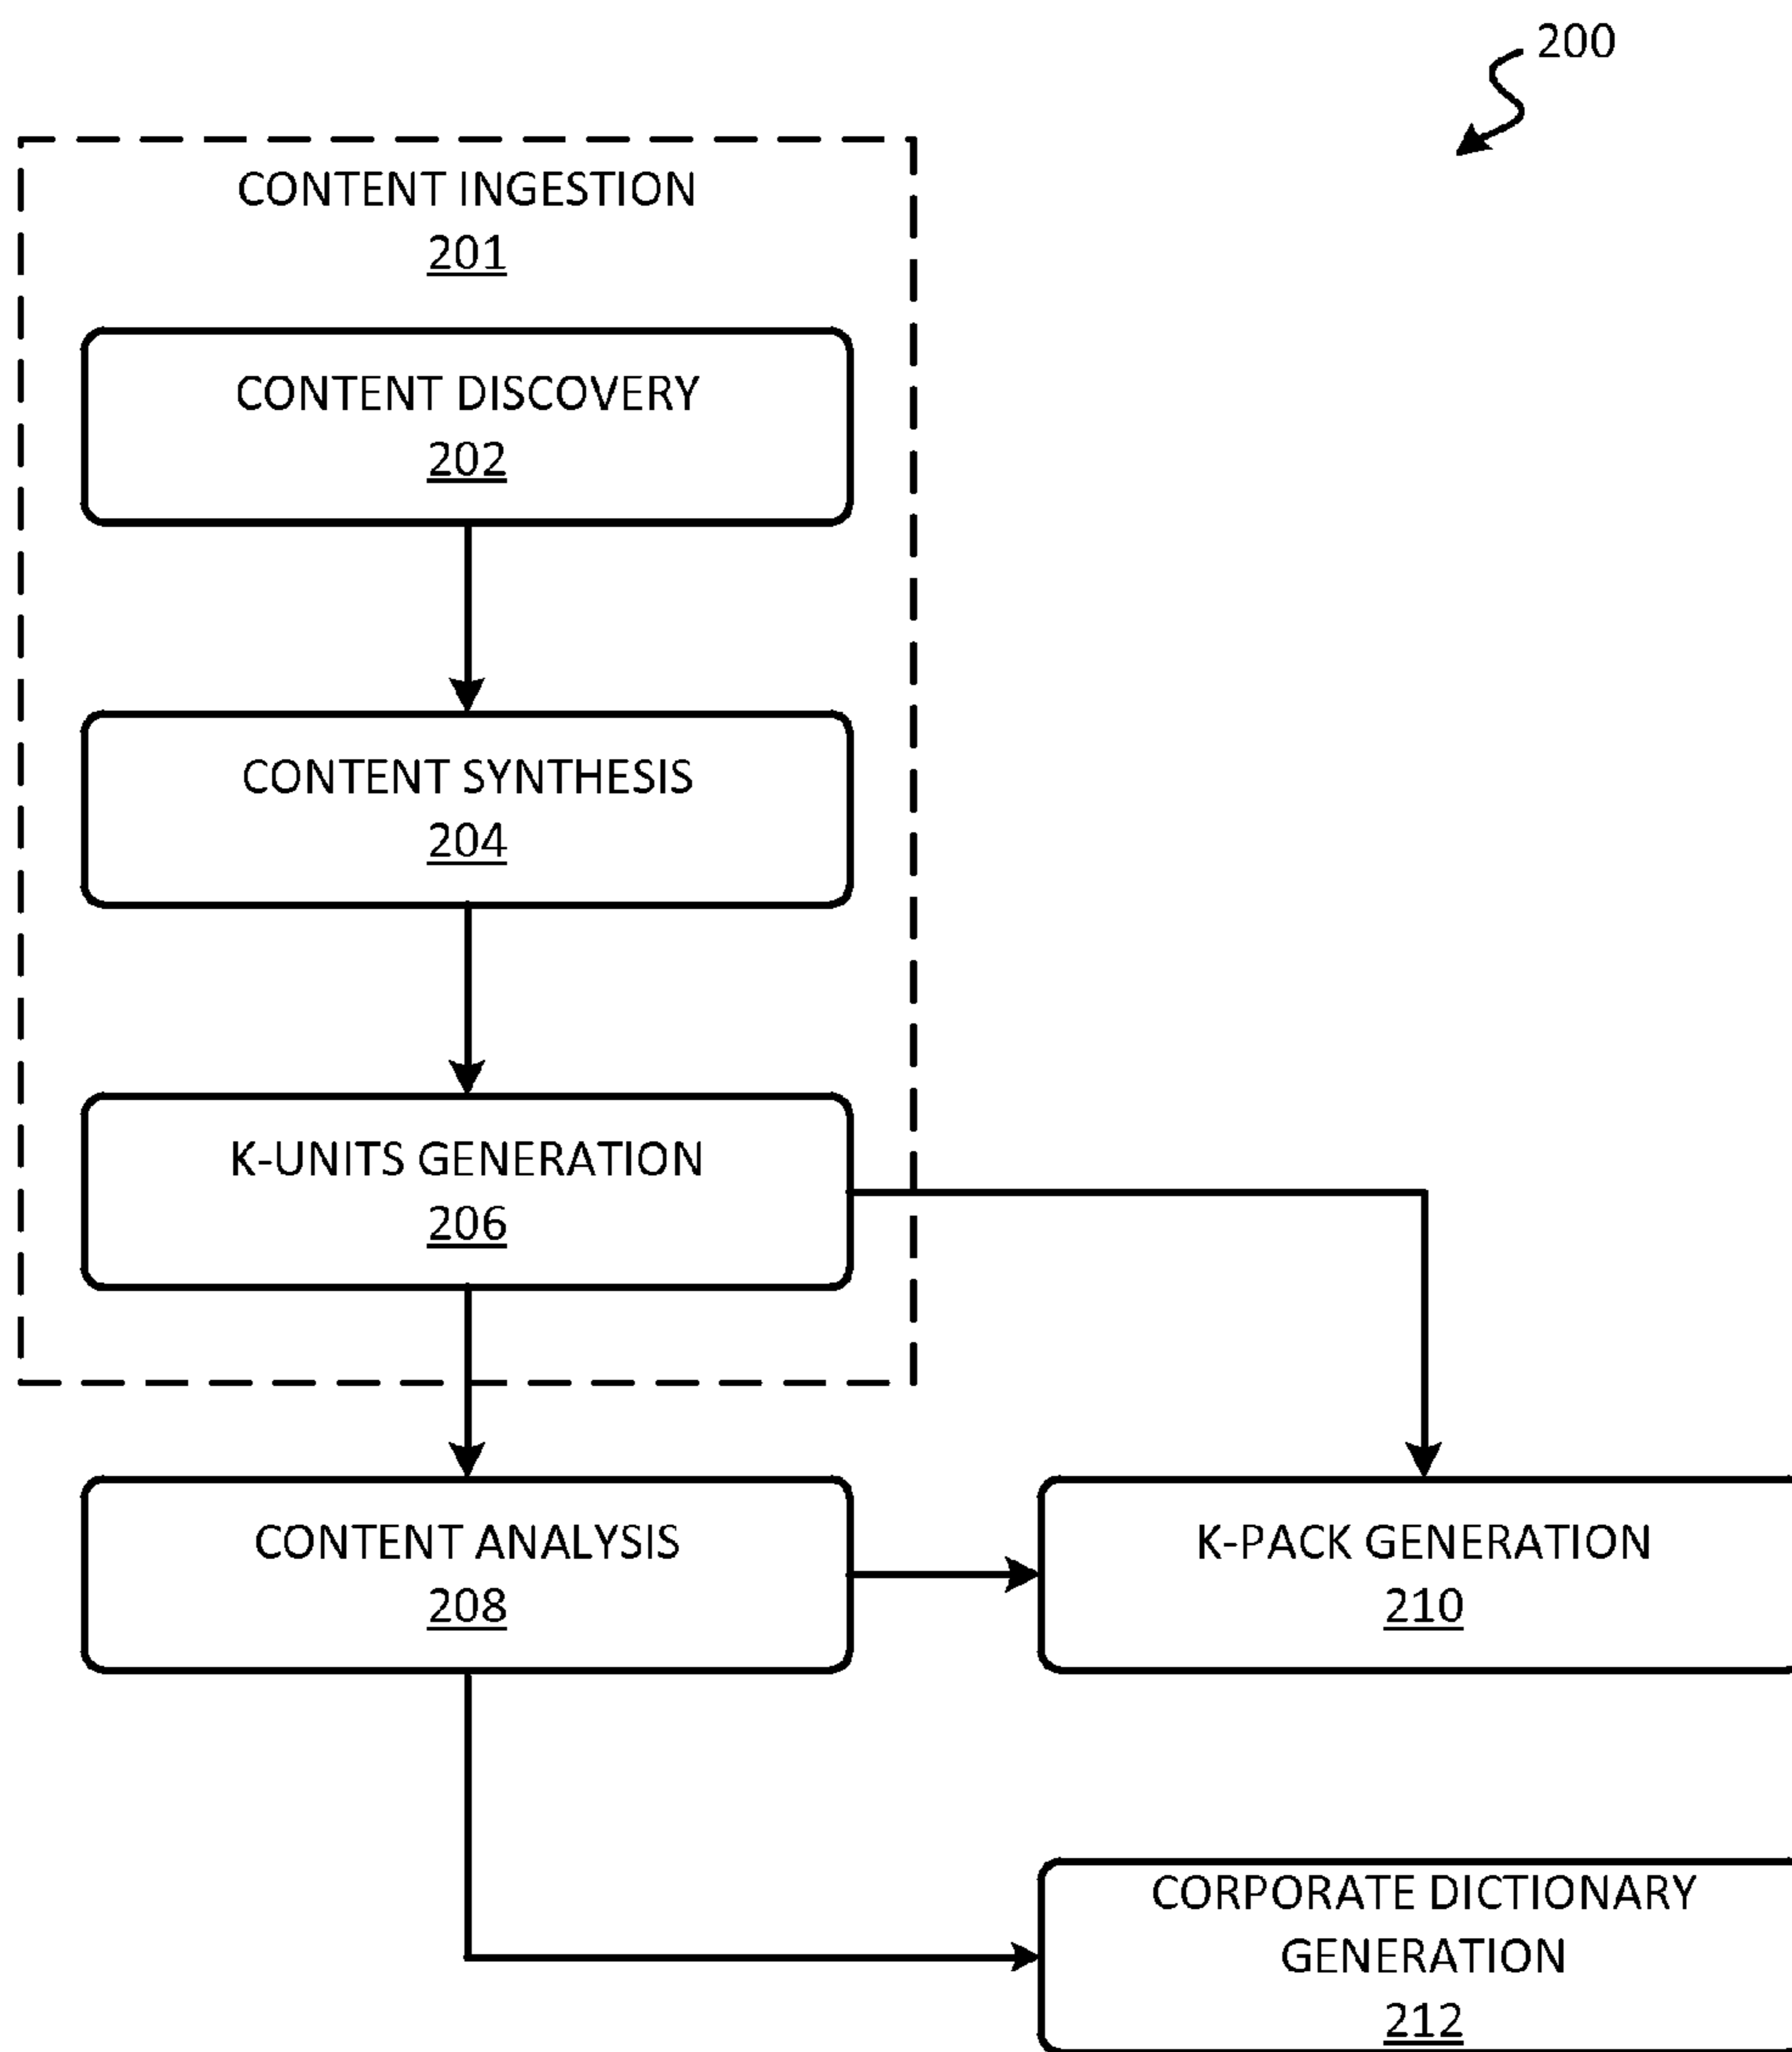 200
CONTENT INGESTION
201
CONTENT DISCOVERY
202
CONTENT SYNTHESIS
204
K-UNITS GENERATION
206
CONTENT ANALYSIS
208
K-PACK GENERATION
210
CORPORATE DICTIONARY
GENERATION
212